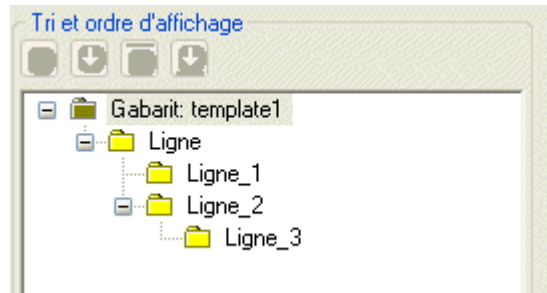 Tri et ordre d'affichage
Gabarit: template1
Ligne
Ligne_1
Ligne_2
Ligne_3